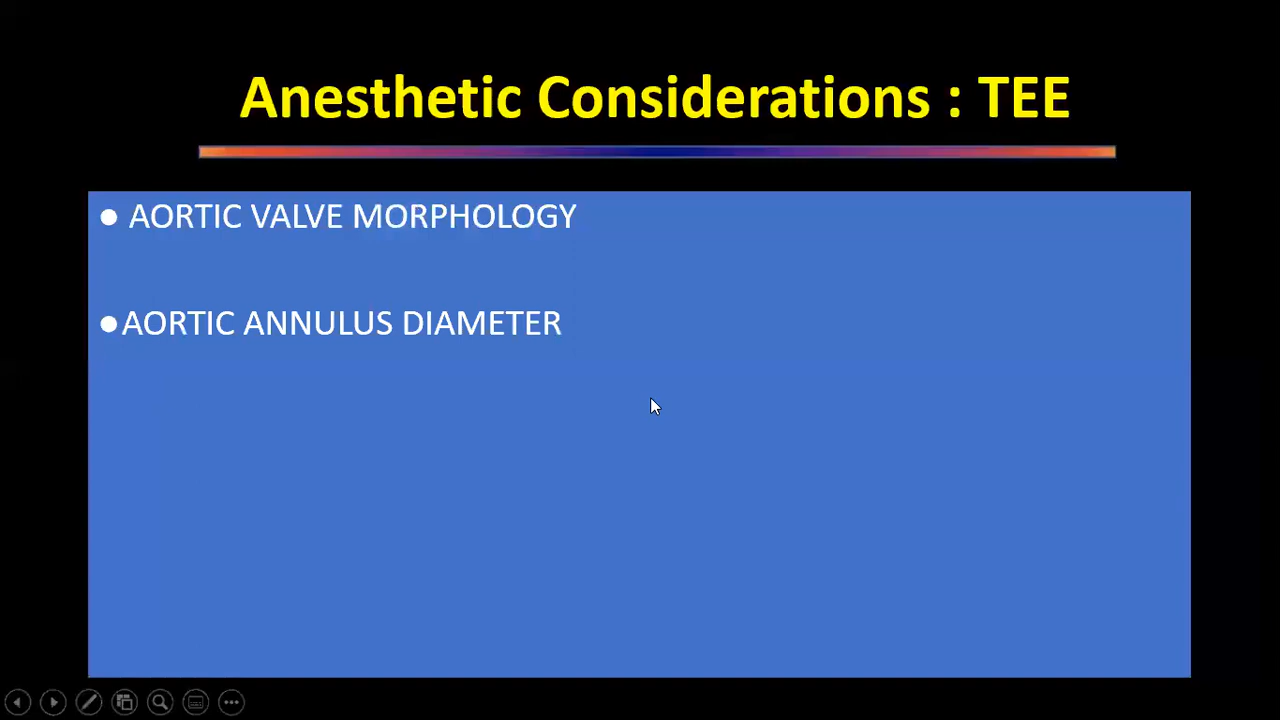 Anesthetic Considerations : TEE
● AORTIC VALVE MORPHOLOGY
●AORTIC ANNULUS DIAMETER